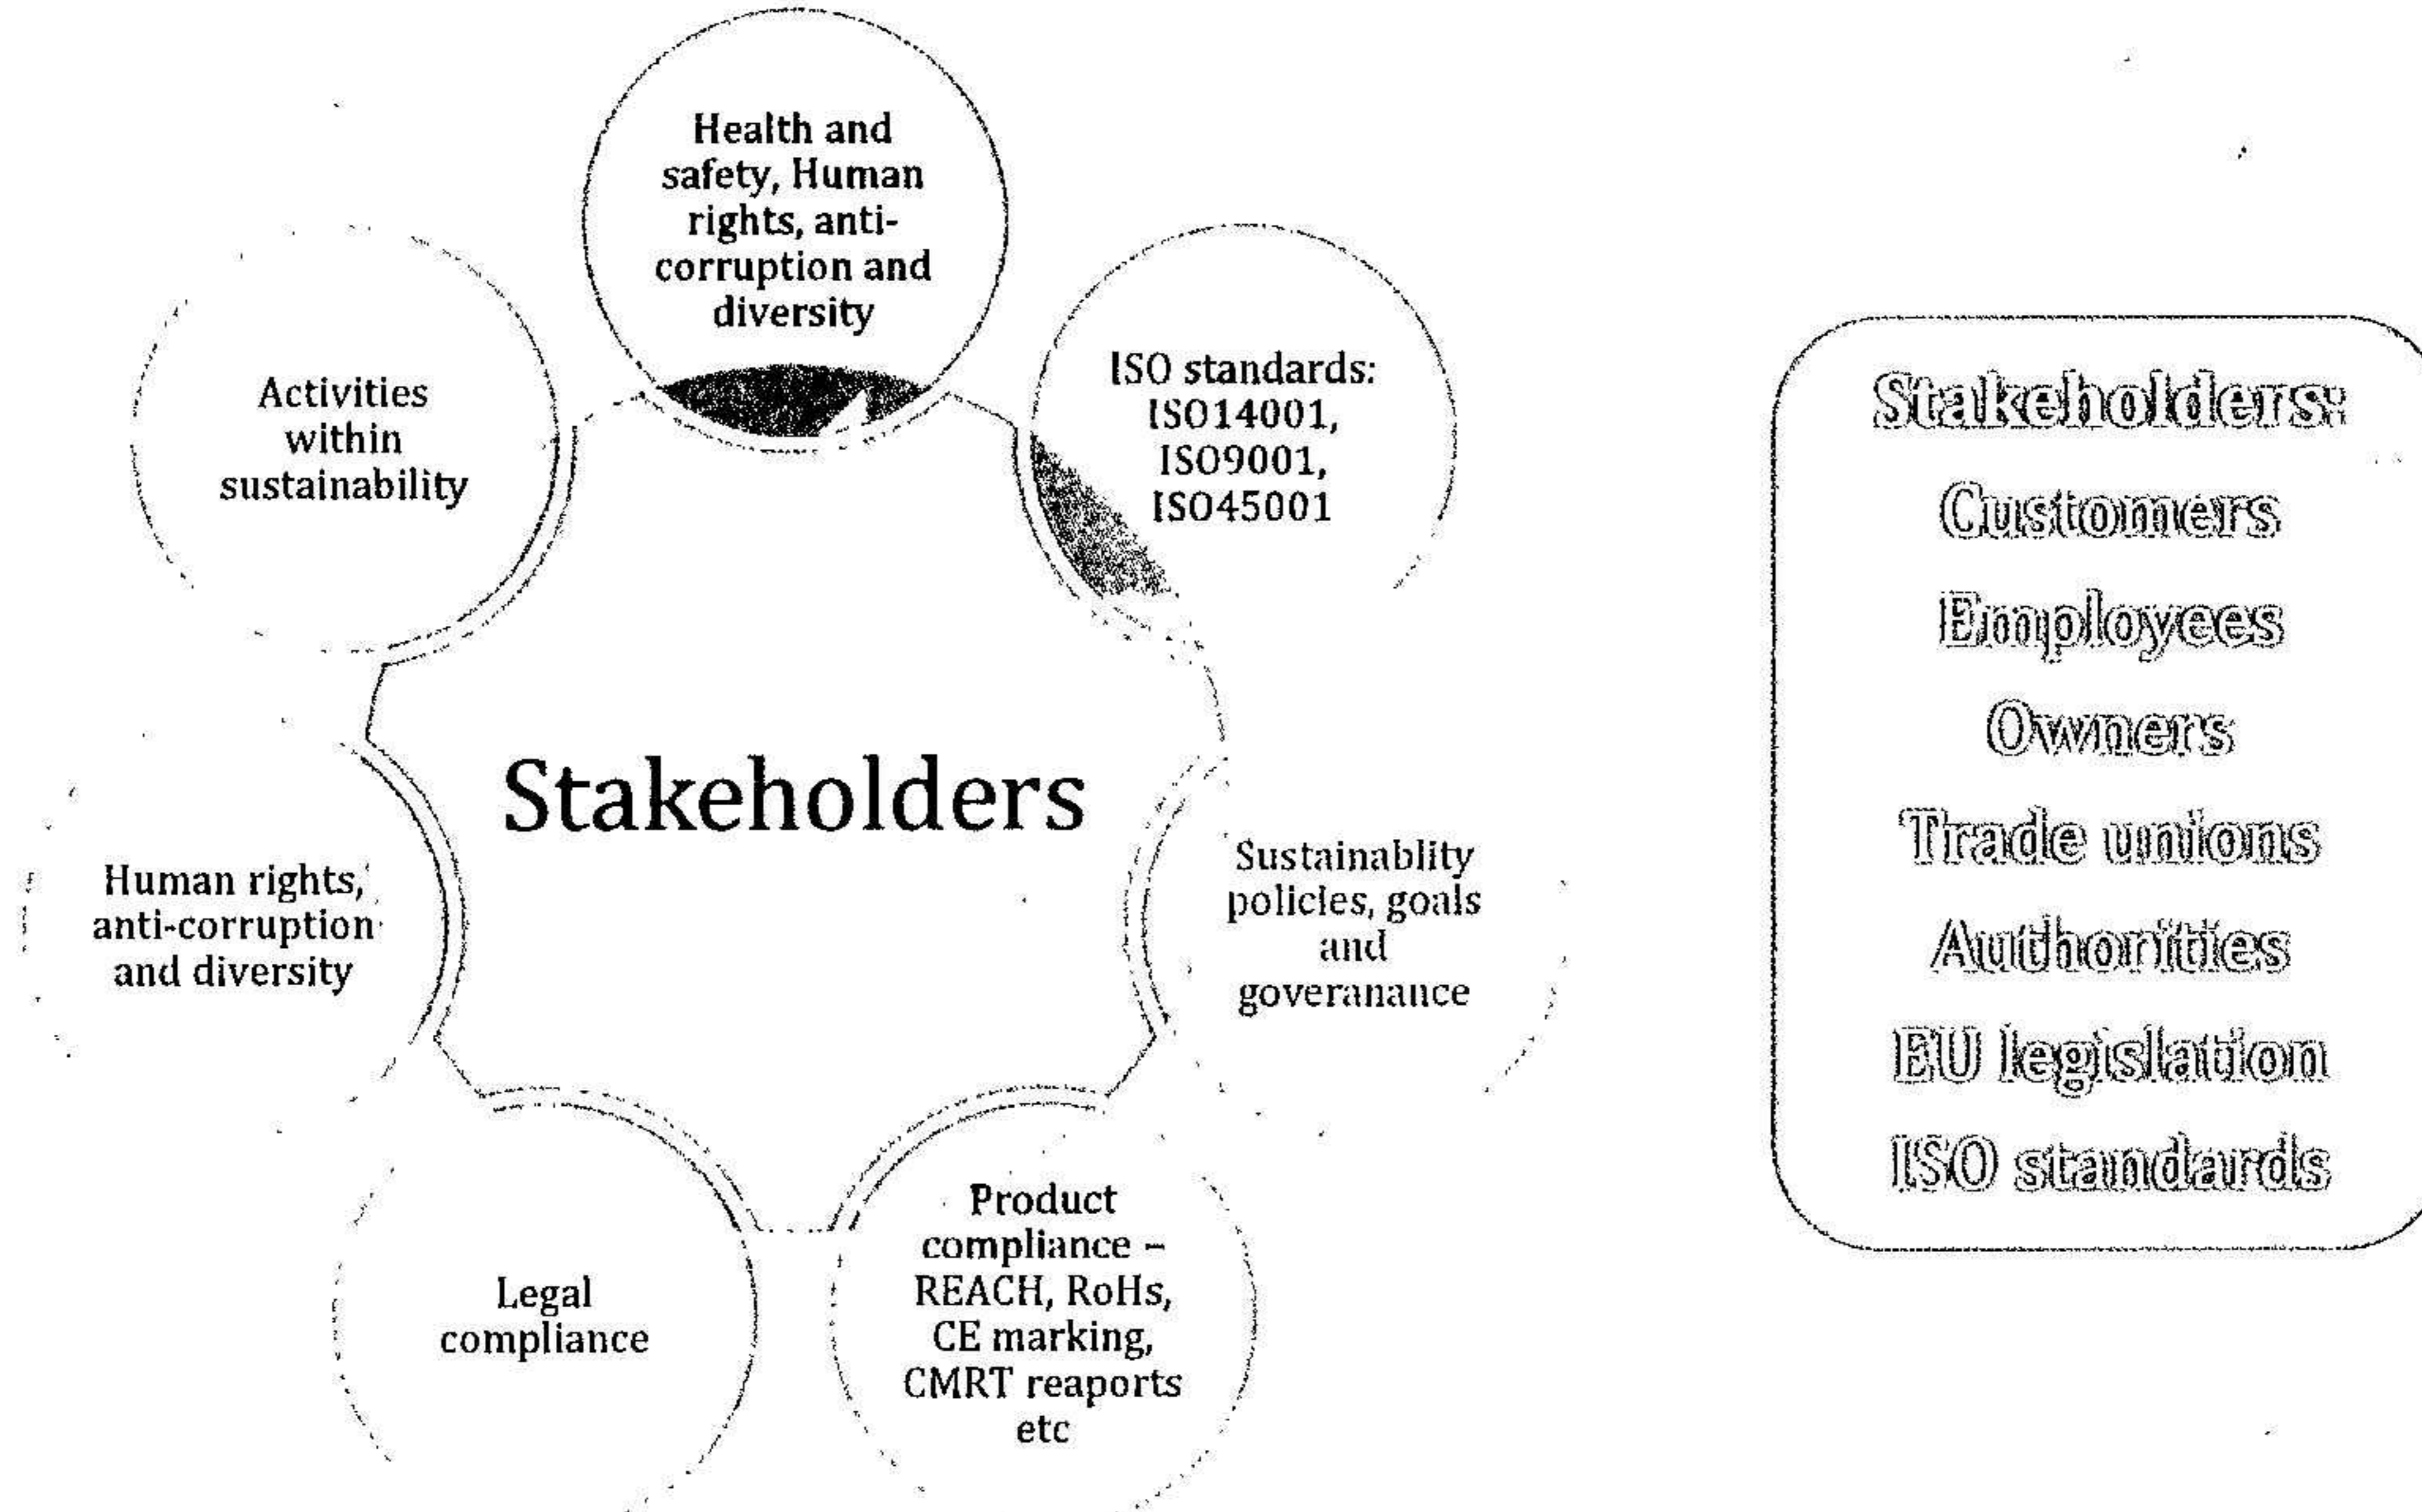 Health and
safety, Human
rights, anti-
corruption and
diversity
ISO standards:
ISO14001,
ISO9001,
ISO45001
Sustainablity
policies, goals
and
goveranance
Product
compliance –
REACH, RoHs,
CE marking,
CMRT reaports
etc
Legal
compliance
Human rights,
anti-corruption
and diversity
Activities
within
sustainability
Stakeholders
Stakeholders:
Customers
Employees
Owners
Trade unions
Authorities
EU legislation
ISO standards